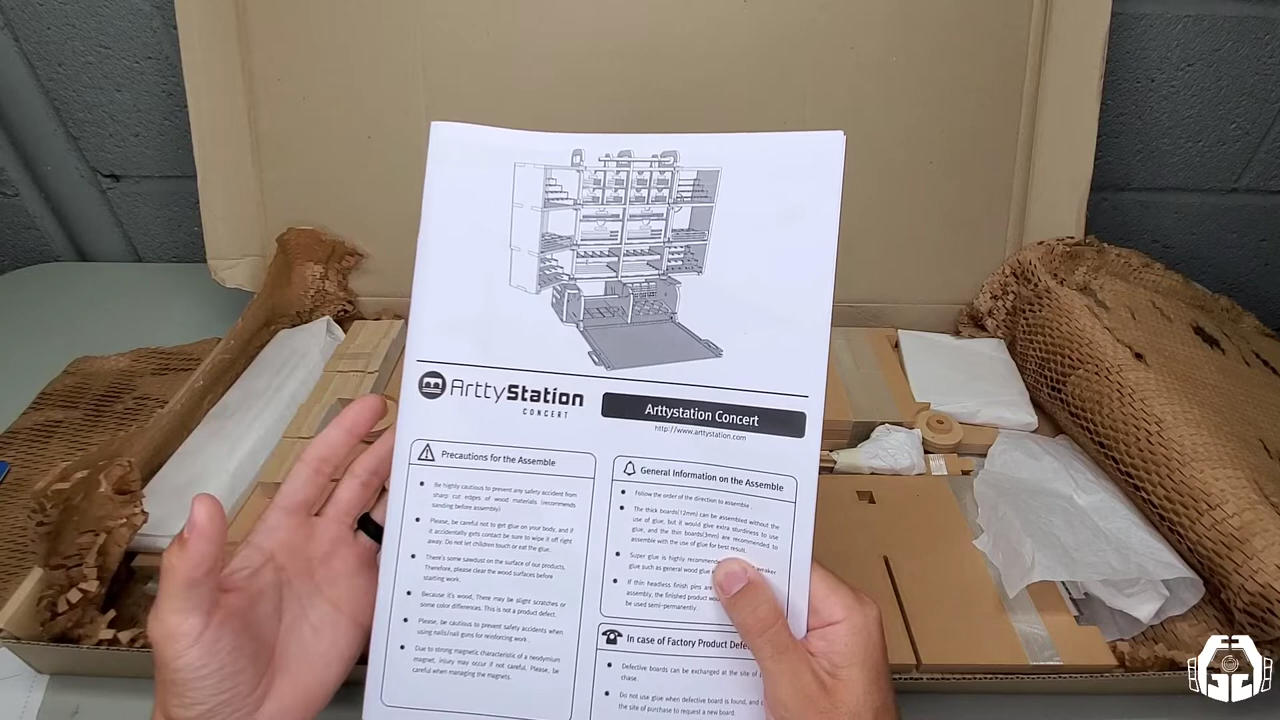 ArttyStation
CONCERT
Arttystation Concert
http://www.arttystation.com
Precautions for the Assemble
Be highly cautious to prevent any safety accident from
sharp cut edges of wood materials (recommends
sanding before assembly)
Please, be careful not to get glue on your body, and if
it accidentally gets contact be sure to wipe it off right
away. Do not let children touch or eat the glue.
There's some sawdust on the surface of our products.
Therefore, please clear the wood surfaces before
starting work.
Because it's wood, There may be slight scratches or
some color differences. This is not a product defect.
Please, be cautious to prevent safety accidents when
using nails/nail guns for reinforcing work.
Due to strong magnetic characteristic of a neodymium
magnet, injury may occur if not careful. Please, be
careful when managing the magnets.
General Information on the Assemble
Follow the order of the direction to assemble.
The thick boards(12mm) can be assembled without the
use of glue, but it would give extra sturdiness to use
glue, and the thin boards(3mm) are recommended to
assemble with the use of glue for best result.
Super glue is highly recommended
glue such as general wood glue
If thin headless finish pins are
assembly, the finished product
be used semi-permanently.
In case of Factory Product
Defective boards can be exchanged at the site of
chase.
Do not use glue when defective board is found, and
the site of purchase to request a new board.